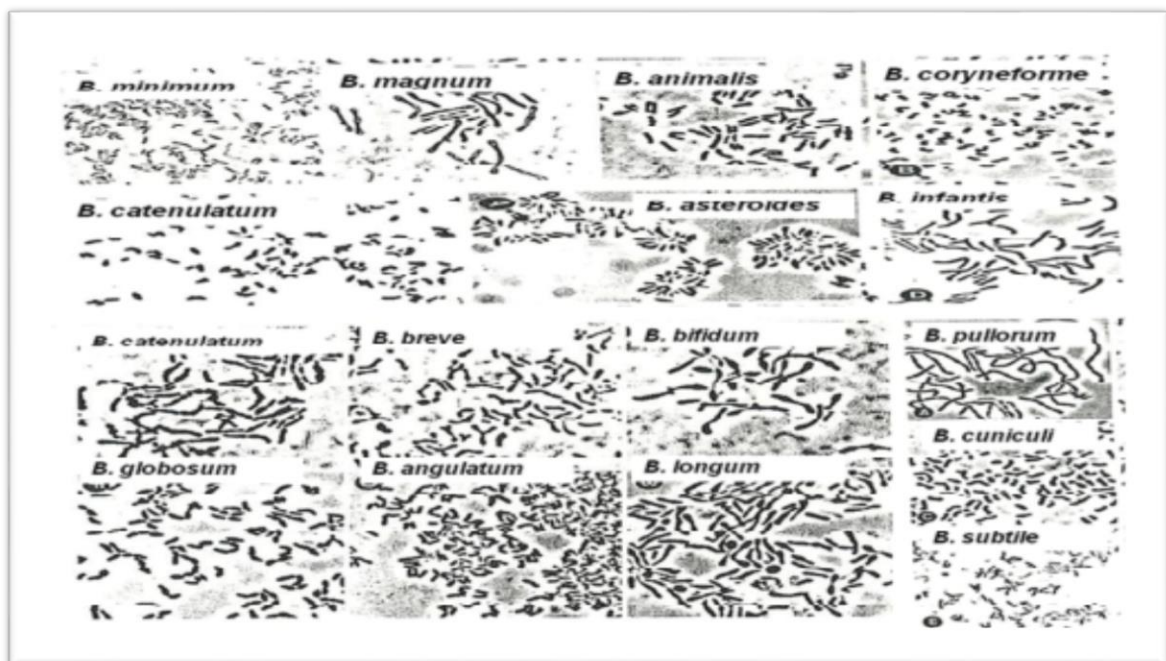 B. minimum
B. magnum
B. animalis
B. coryneforme
B. catenulatum
B. asteroides
B. infantis
B. catenulatum
B. breve
B. bifidum
B. pullorum
B. globosum
B. angulatum
B. longum
B. cuniculi
B. subtile